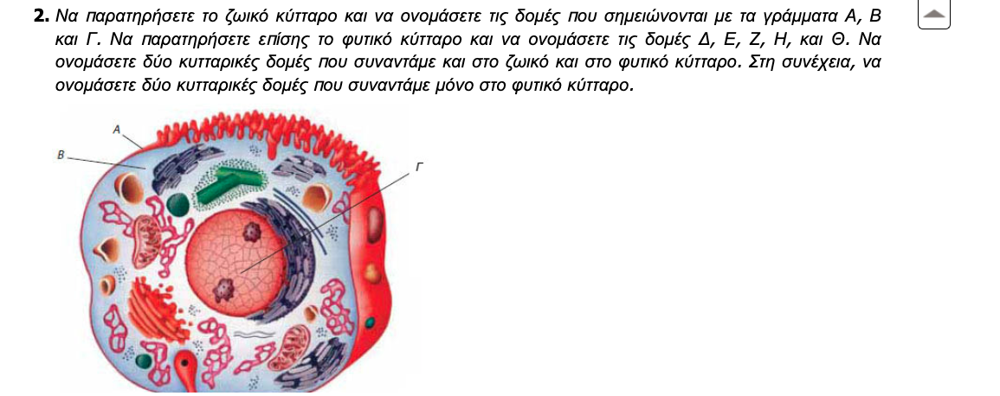 2. Να παρατηρήσετε το ζωικό κύτταρο και να ονομάσετε τις δομές που σημειώνονται με τα γράμματα Α, Β
και Γ. Να παρατηρήσετε επίσης το φυτικό κύτταρο και να ονομάσετε τις δομές Δ, Ε, Ζ, Η, και Θ. Να
ονομάσετε δύο κυτταρικές δομές που συναντάμε και στο ζωικό και στο φυτικό κύτταρο. Στη συνέχεια, να
ονομάσετε δύο κυτταρικές δομές που συναντάμε μόνο στο φυτικό κύτταρο.
Α
Β
Γ